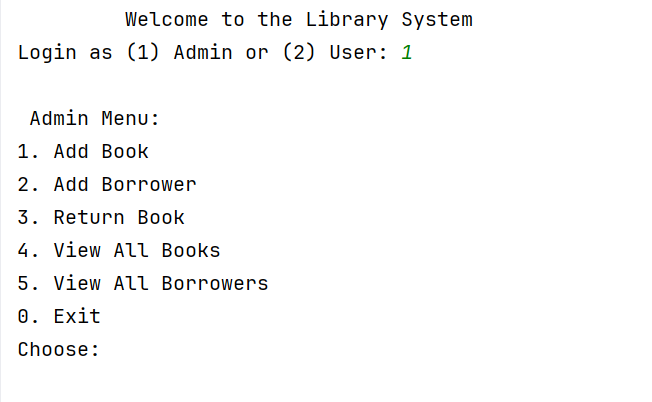 Welcome to the Library System
Login as (1) Admin or (2) User: 1
Admin Menu:
1. Add Book
2. Add Borrower
3. Return Book
4. View All Books
5. View All Borrowers
0. Exit
Choose: